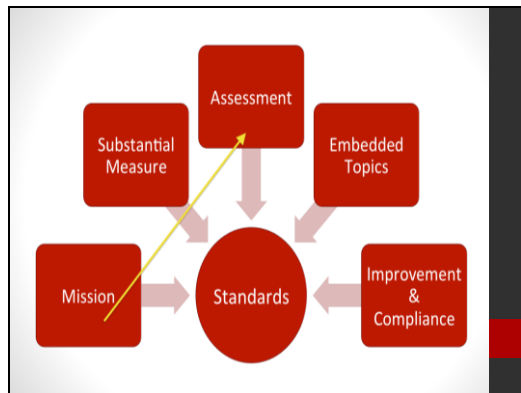 Assessment
Substantial
Measure
Embedded
Topics
Mission
Standards
Improvement
&
Compliance